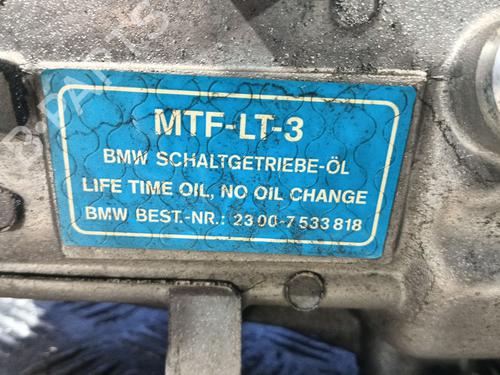 MTF-LT-3
BMW SCHALTGETRIEBE-ÖL
LIFE TIME OIL, NO OIL CHANGE
BMW BEST.-NR.: 23 00-7 533 818